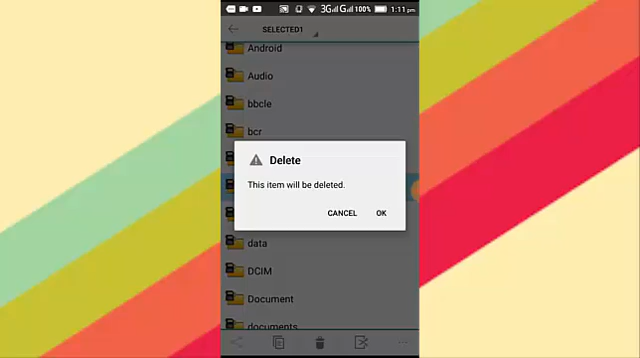 3G G 100% 1:11 pm
SELECTED1
Android
Audio
bbcle
bcr
Delete
This item will be deleted.
CANCEL OK
data
DCIM
Document
documents